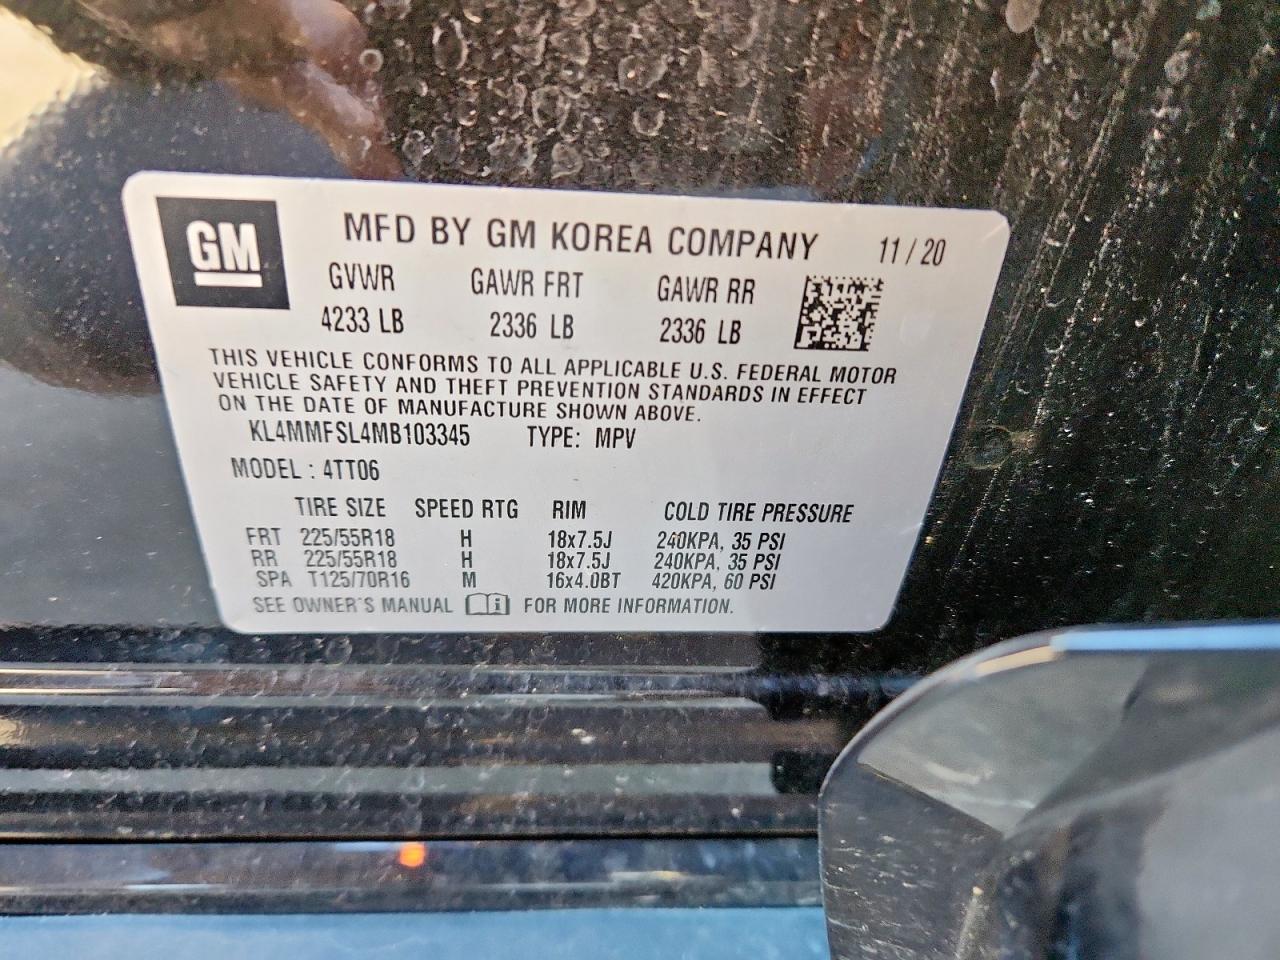 GM MFD BY GM KOREA COMPANY 11 / 20
GVWR GAWR FRT GAWR RR
4233 LB 2336 LB 2336 LB
THIS VEHICLE CONFORMS TO ALL APPLICABLE U.S. FEDERAL MOTOR
VEHICLE SAFETY AND THEFT PREVENTION STANDARDS IN EFFECT
ON THE DATE OF MANUFACTURE SHOWN ABOVE.
KL4MMFSL4MB103345 TYPE: MPV
MODEL : 4TT06
TIRE SIZE SPEED RTG RIM COLD TIRE PRESSURE
FRT 225/55R18 H 18x7.5J 240KPA, 35 PSI
RR 225/55R18 H 18x7.5J 240KPA, 35 PSI
SPA T125/70R16 M 16x4.0BT 420KPA, 60 PSI
SEE OWNER'S MANUAL i FOR MORE INFORMATION.